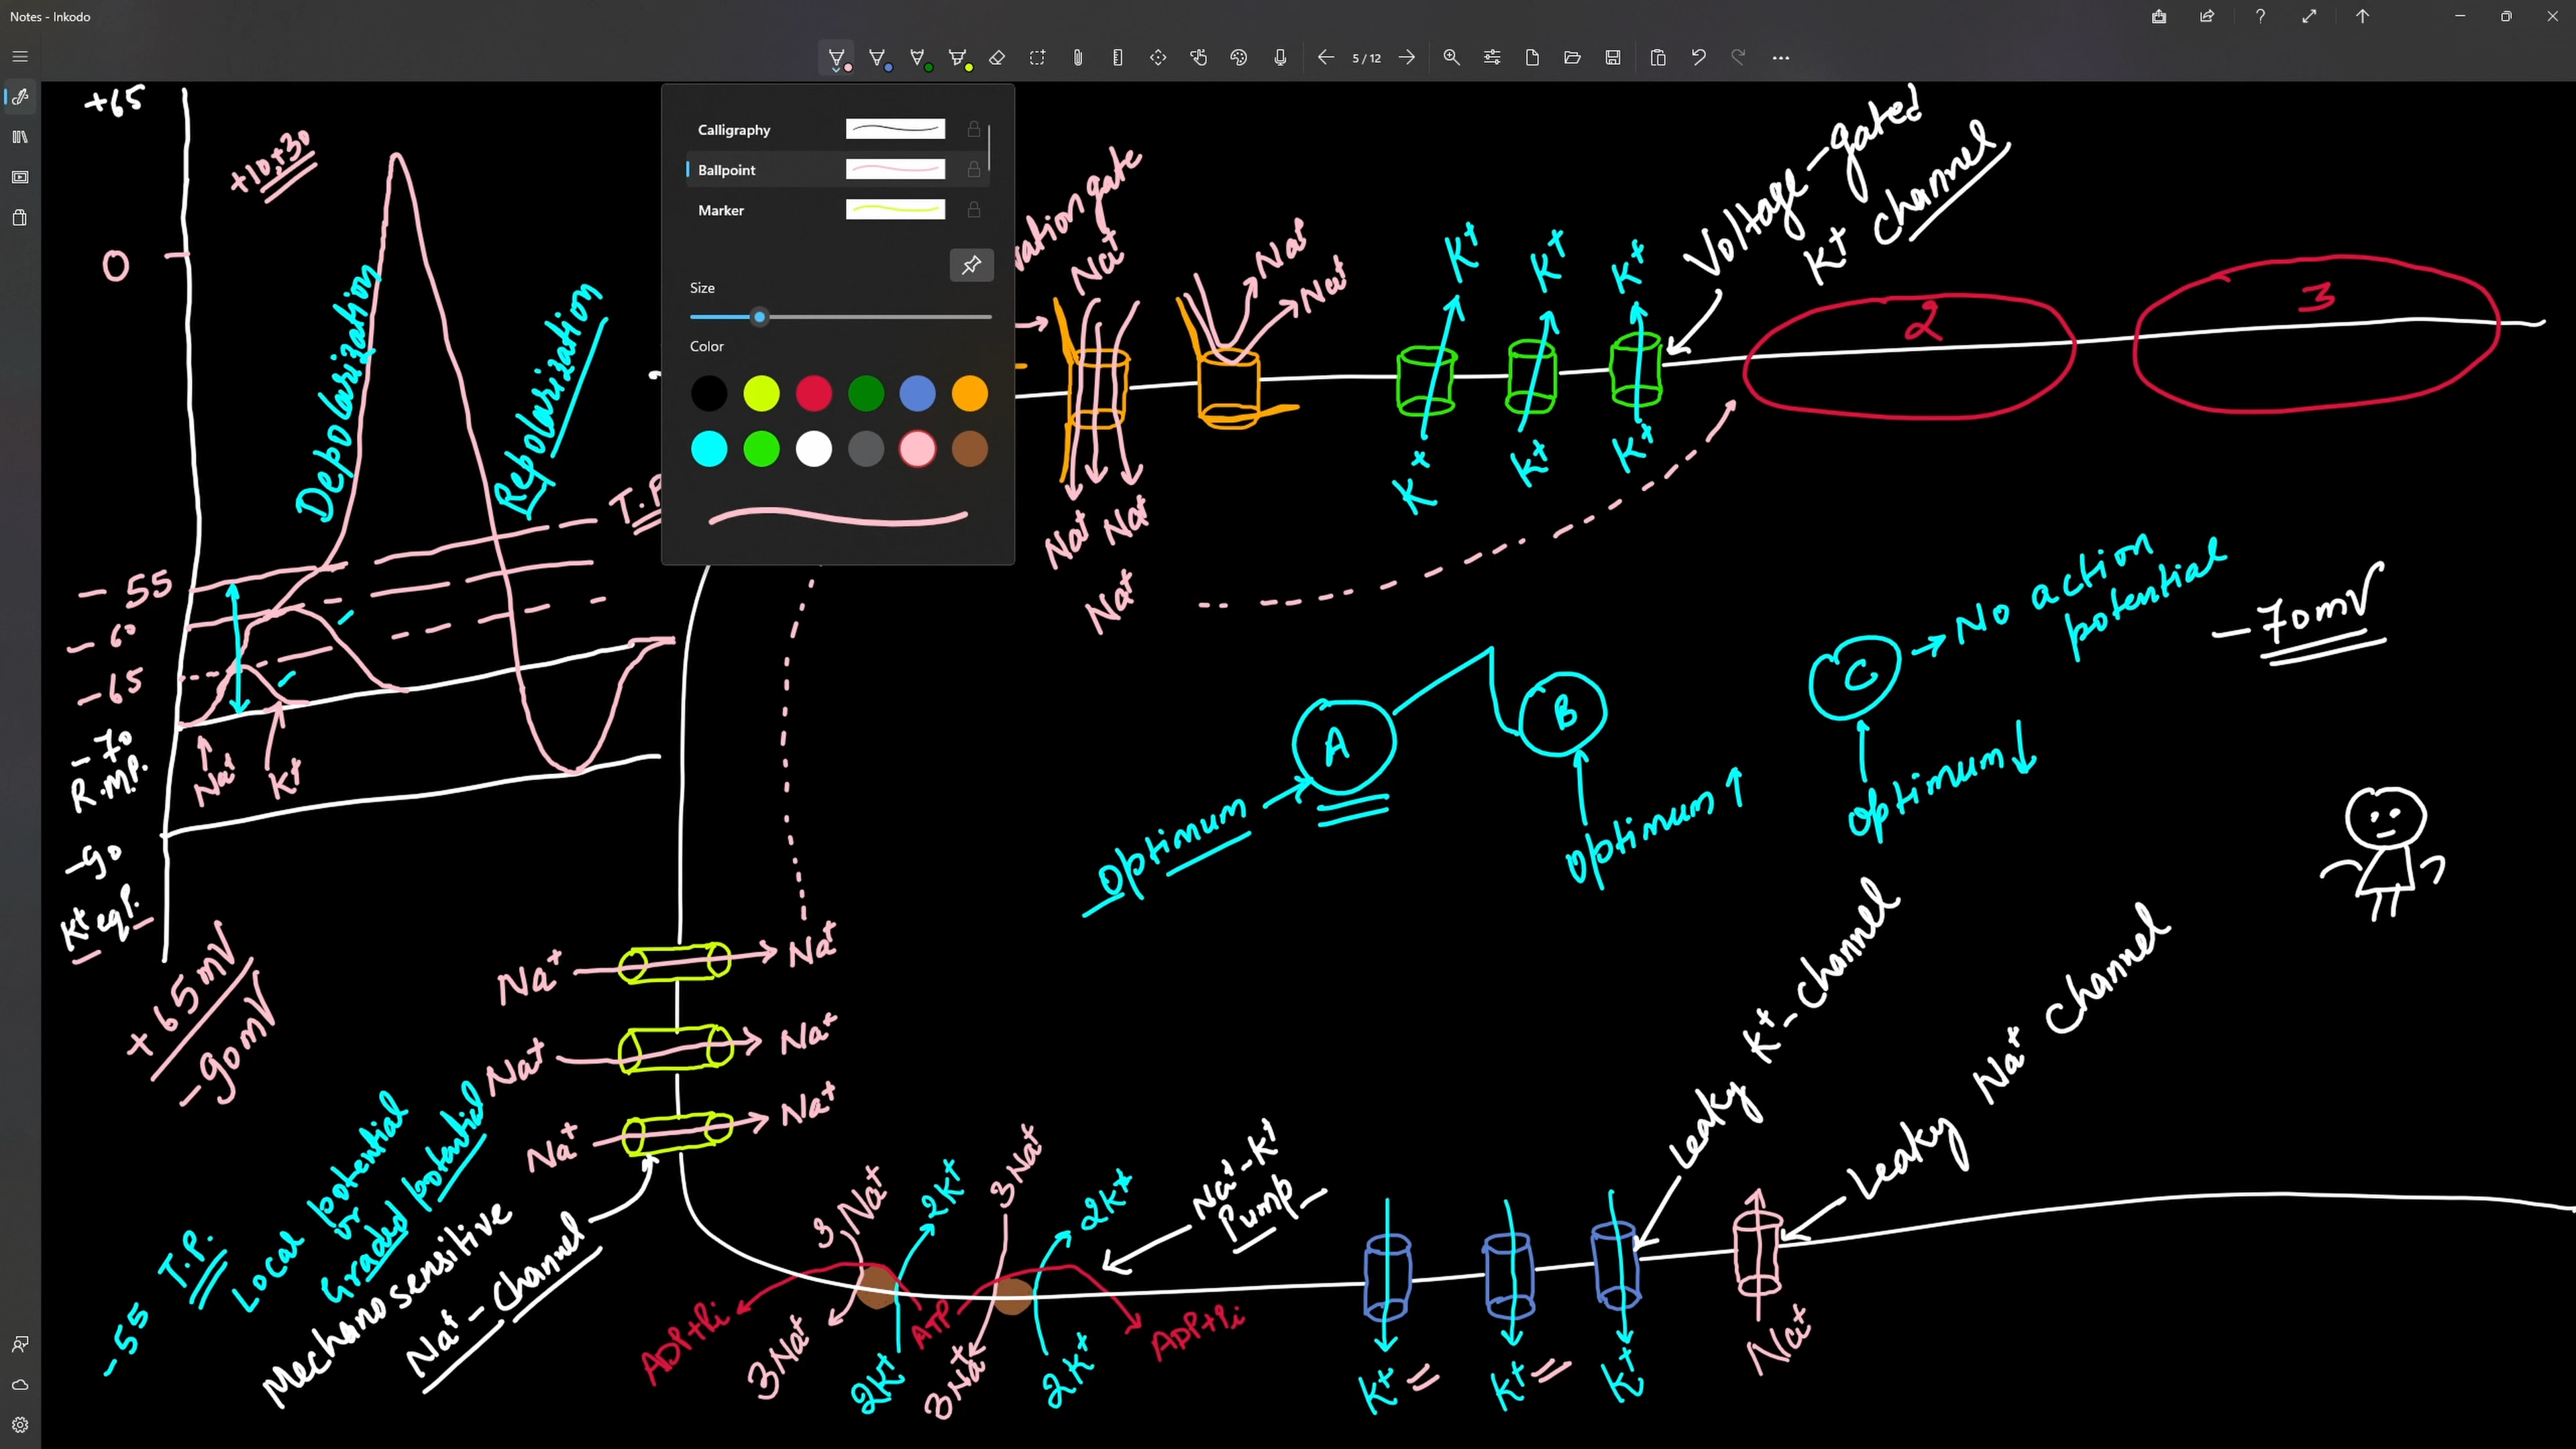 Notes - Inkodo
5 / 12
Calligraphy
Ballpoint
Marker
Size
Color
+65
+10,+30
0
Depolarization
Repolarization
T.P
- 55
- 60
- 65
- 70
R.M.P.
Na+
K+
-90
K+ eqp.
+65mV
-90mV
vation gate
Na+
Na+
Na+
Na+ Na+
Na+
K+
K+
K+
K+
K+
K+
Voltage-gated
K+ channel
2
3
A
B
C
No action
potential
-70mV
Optimum
Optimum ↑
Optimum ↓
Na+
Na+
Na+
Na+
Na+
Na+
-55 T.P.
Local potential
or
Graded potential
Mechanosensitive
Na+-channel
3Na+
2K+
3Na+
2K+
Na+-K+
Pump
ADP+Pi
3Na+
2K+
ATP
3Na+
2K+
ADP+Pi
Leaky K+-channel
Leaky Na+ channel
K+
K+
K+
Na+